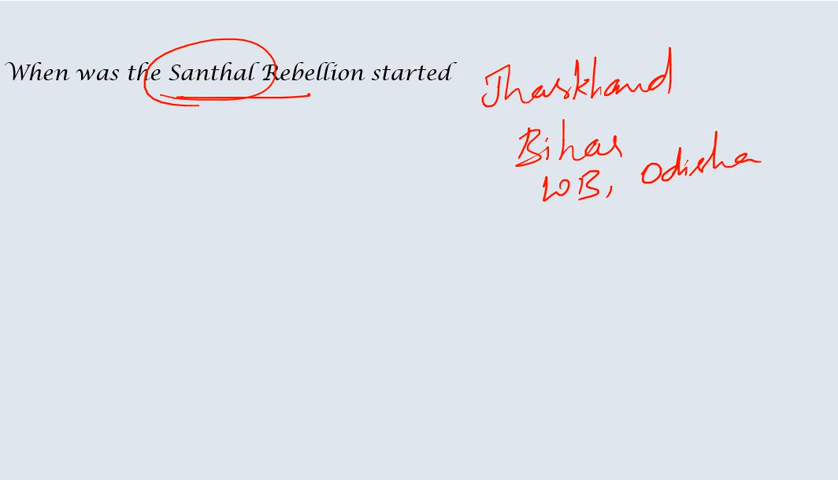 When was the Santhal Rebellion started
Jharkhand
Bihar
WB, Odisha